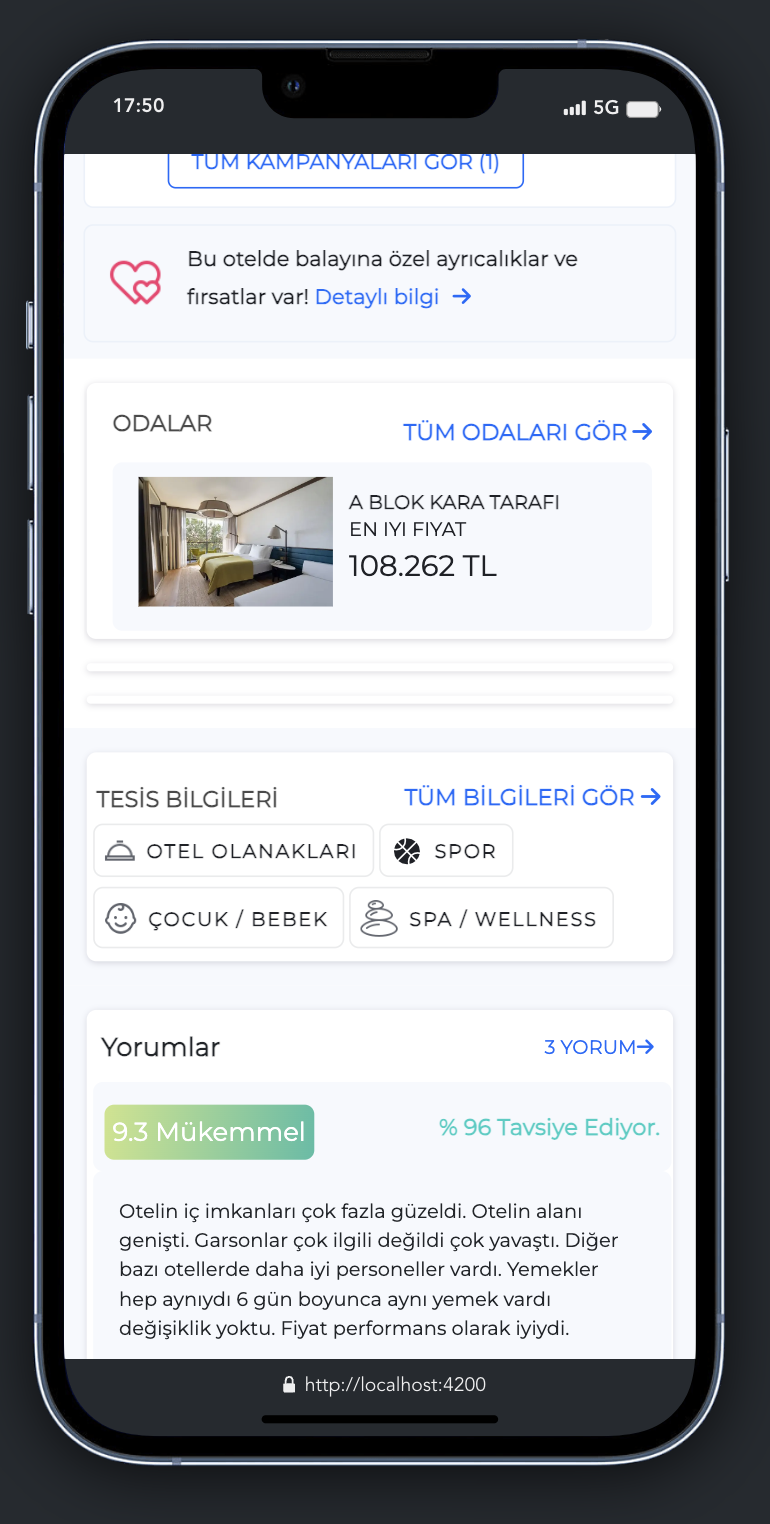 17:50
5G
TÜM KAMPANYALARI GÖR (1)
Bu otelde balayına özel ayrıcalıklar ve
fırsatlar var! Detaylı bilgi
ODALAR
TÜM ODALARI GÖR
A BLOK KARA TARAFI
EN IYI FIYAT
108.262 TL
TESİS BİLGİLERİ
TÜM BİLGİLERİ GÖR
OTEL OLANAKLARI
SPOR
ÇOCUK / BEBEK
SPA / WELLNESS
Yorumlar
3 YORUM
9.3 Mükemmel
% 96 Tavsiye Ediyor.
Otelin iç imkanları çok fazla güzeldi. Otelin alanı
genişti. Garsonlar çok ilgili değildi çok yavaştı. Diğer
bazı otellerde daha iyi personeller vardı. Yemekler
hep aynıydı 6 gün boyunca aynı yemek vardı
değişiklik yoktu. Fiyat performans olarak iyiydi.
http://localhost:4200